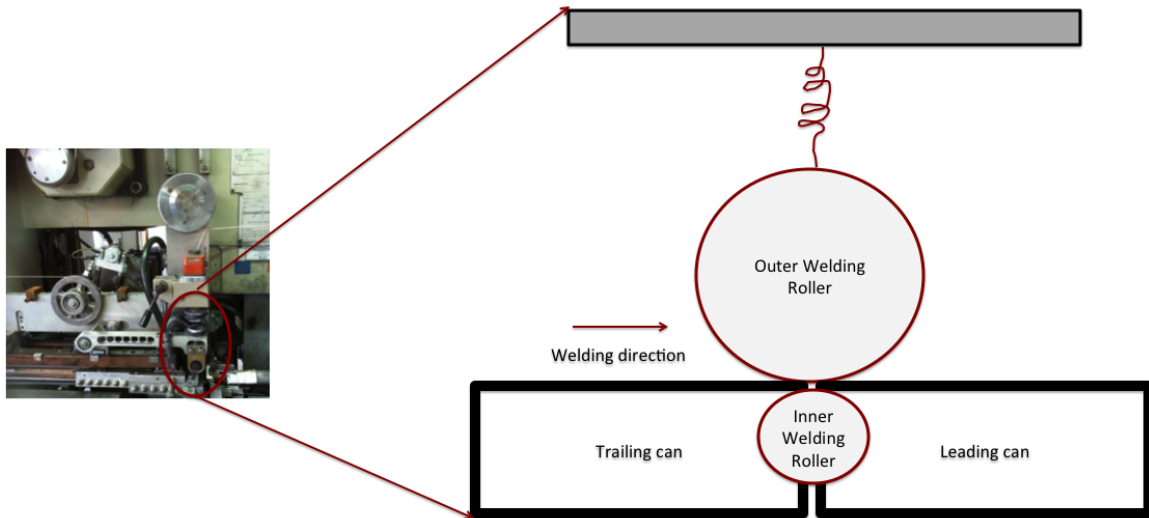 Outer Welding
Roller
Welding direction
Inner
Welding
Roller
Trailing can
Leading can